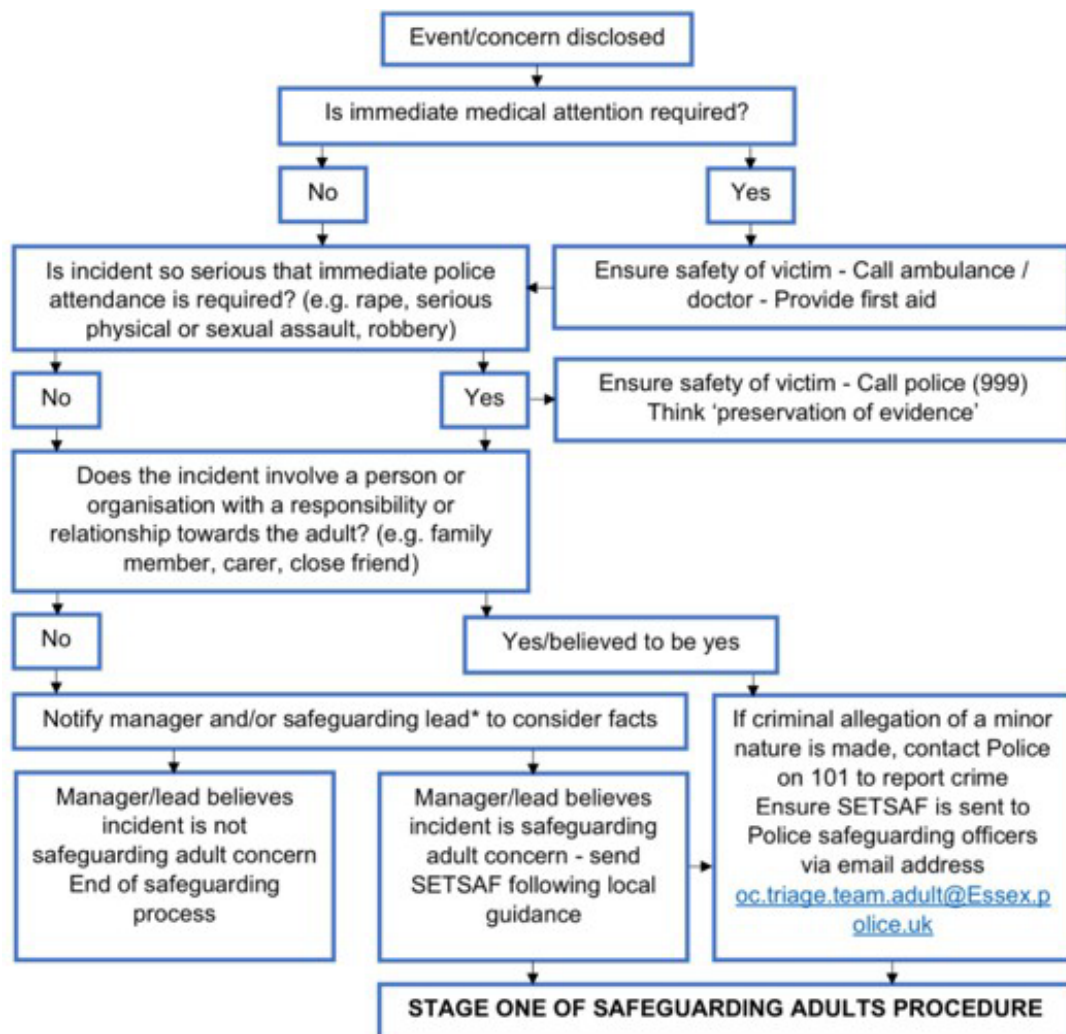 Event/concern disclosed
Is immediate medical attention required?
No
Yes
Is incident so serious that immediate police
attendance is required? (e.g. rape, serious
physical or sexual assault, robbery)
Ensure safety of victim - Call ambulance /
doctor - Provide first aid
No
Yes
Ensure safety of victim - Call police (999)
Think ‘preservation of evidence’
Does the incident involve a person or
organisation with a responsibility or
relationship towards the adult? (e.g. family
member, carer, close friend)
No
Yes/believed to be yes
Notify manager and/or safeguarding lead* to consider facts
Manager/lead believes
incident is not
safeguarding adult concern
End of safeguarding
process
Manager/lead believes
incident is safeguarding
adult concern - send
SETSAF following local
guidance
If criminal allegation of a minor
nature is made, contact Police
on 101 to report crime
Ensure SETSAF is sent to
Police safeguarding officers
via email address
oc.triage.team.adult@Essex.p
olice.uk
STAGE ONE OF SAFEGUARDING ADULTS PROCEDURE